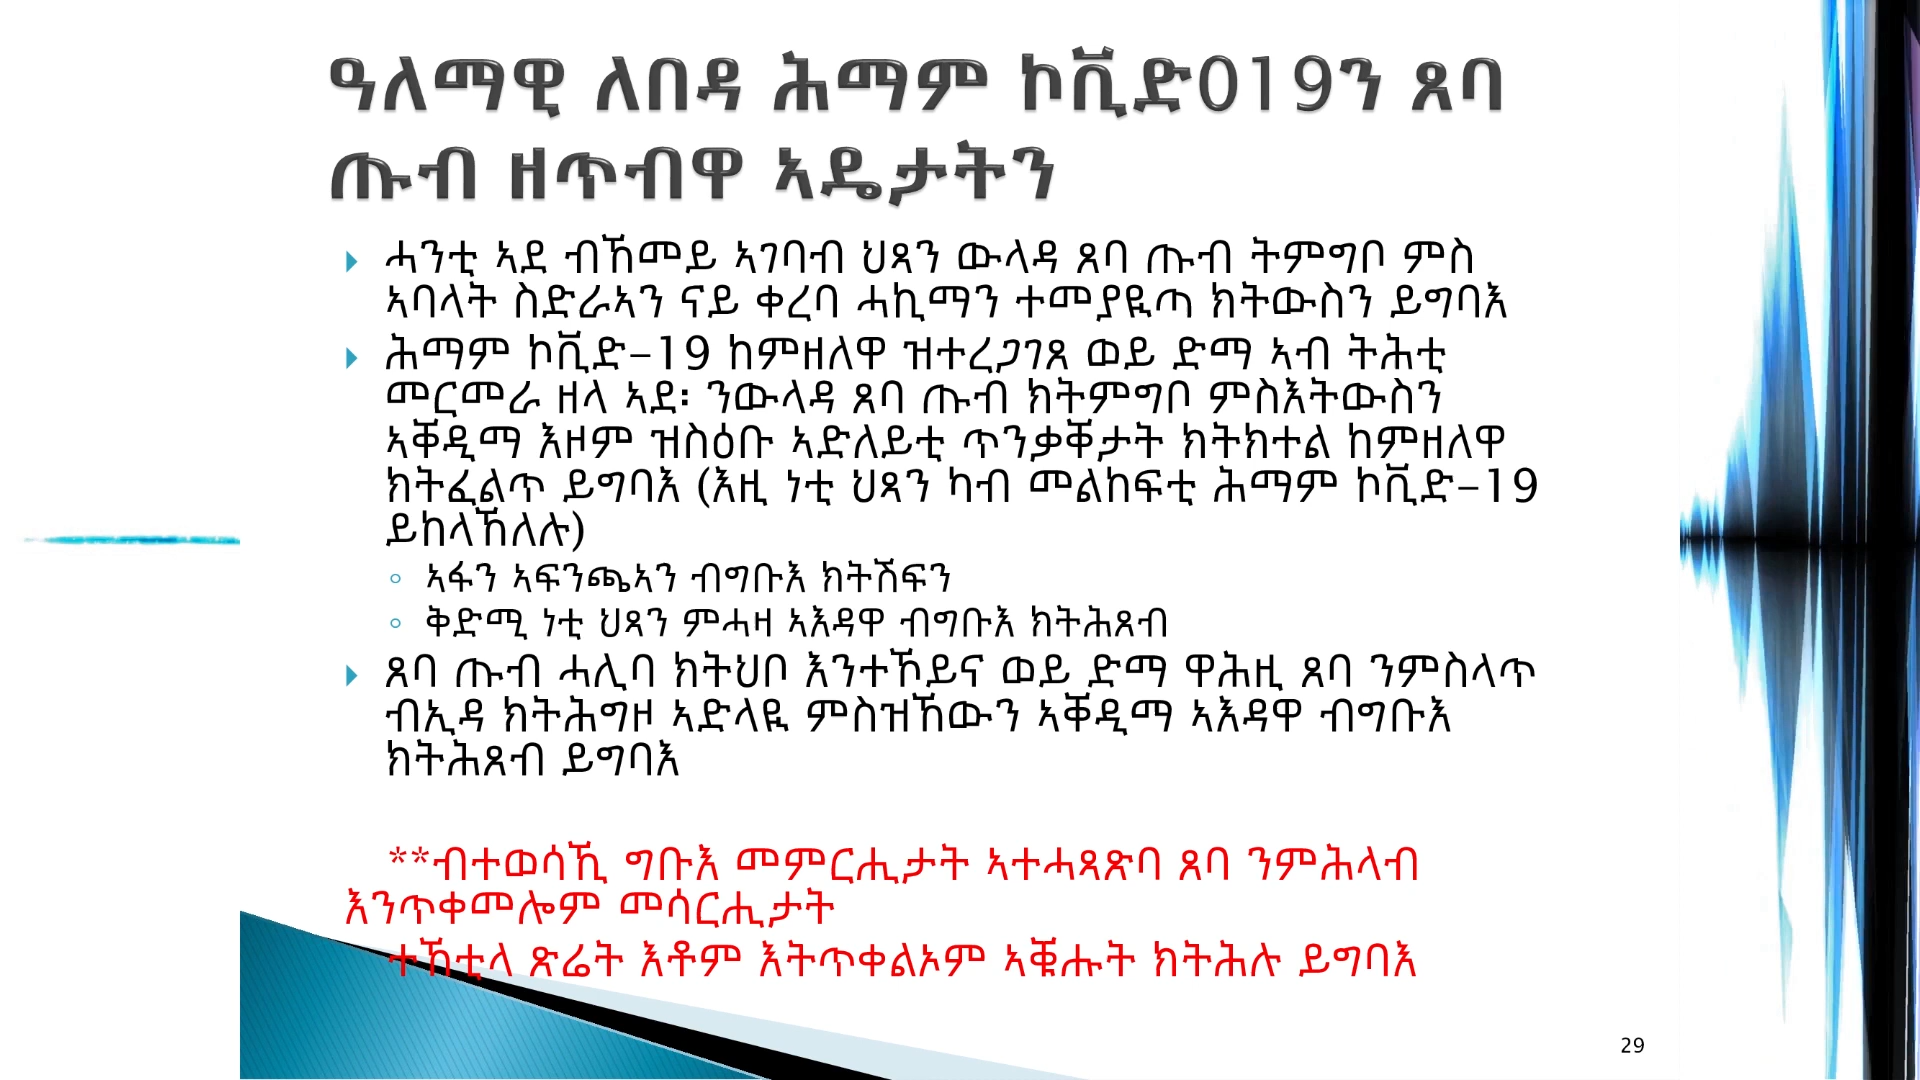 ዓለማዊ ለበዳ ሕማም ኮቪድ019ን ጸባ
ጡብ ዘጥብዋ ኣዴታትን
ሓንቲ ኣደ ብኸመይ ኣገባብ ህጻን ውላዳ ጸባ ጡብ ትምግቦ ምስ
ኣባላት ስድራኣን ናይ ቀረባ ሓኪማን ተመያዪጣ ክትውስን ይግባእ
ሕማም ኮቪድ-19 ከምዘለዋ ዝተረጋገጸ ወይ ድማ ኣብ ትሕቲ
መርመራ ዘላ ኣደ፡ ንውላዳ ጸባ ጡብ ክትምግቦ ምስእትውስን
ኣቐዲማ እዞም ዝስዕቡ ኣድለይቲ ጥንቃቐታት ክትክተል ከምዘለዋ
ክትፈልጥ ይግባእ (እዚ ነቲ ህጻን ካብ መልከፍቲ ሕማም ኮቪድ-19
ይከላኸለሉ)
ኣፋን ኣፍንጫኣን ብግቡእ ክትሽፍን
ቅድሚ ነቲ ህጻን ምሓዛ ኣእዳዋ ብግቡእ ክትሕጸብ
ጸባ ጡብ ሓሊባ ክትህቦ እንተኾይና ወይ ድማ ዋሕዚ ጸባ ንምስላጥ
ብኢዳ ክትሕግዞ ኣድላዪ ምስዝኸውን ኣቐዲማ ኣእዳዋ ብግቡእ
ክትሕጸብ ይግባእ
**ብተወሳኺ ግቡእ መምርሒታት ኣተሓጻጽባ ጸባ ንምሕላብ
እንጥቀመሎም መሳርሒታት
ተኸቲላ ጽሬት እቶም እትጥቀልኦም ኣቑሑት ክትሕሉ ይግባእ
29